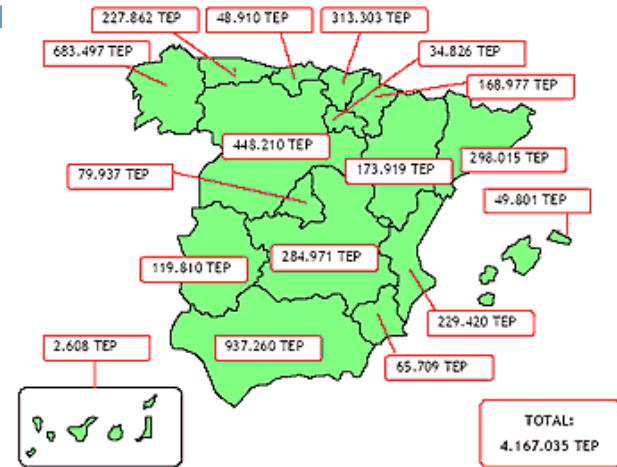 227.862 TEP
48.910 TEP
313.303 TEP
683.497 TEP
34.826 TEP
168.977 TEP
448.210 TEP
173.919 TEP
298.015 TEP
79.937 TEP
49.801 TEP
119.810 TEP
284.971 TEP
229.420 TEP
2.608 TEP
937.260 TEP
65.709 TEP
TOTAL:
4.167.035 TEP